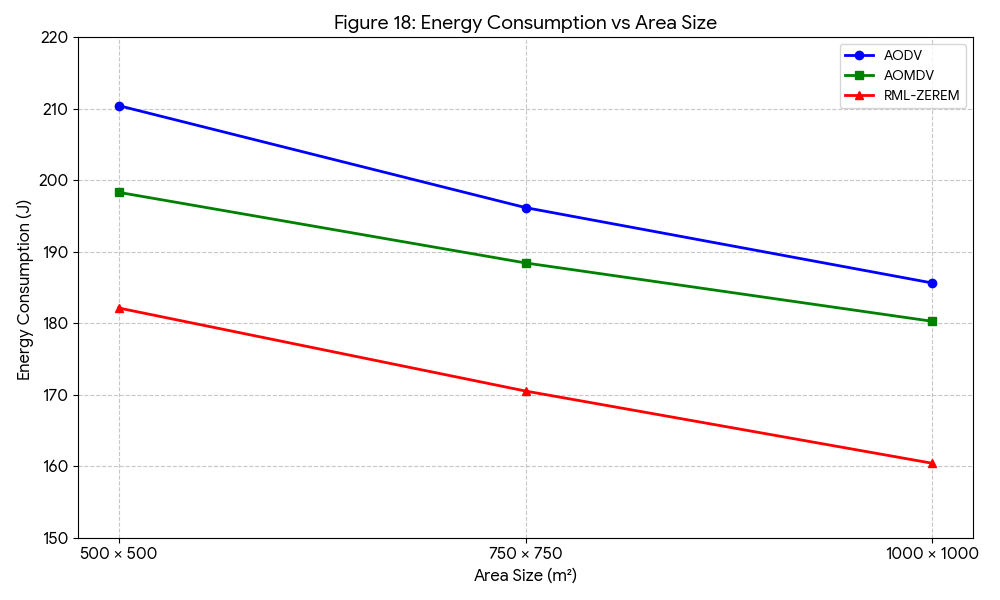 Figure 18: Energy Consumption vs Area Size
AODV
AOMDV
RML-ZEREM
Energy Consumption (J)
220
210
200
190
180
170
160
150
500 × 500
750 × 750
1000 × 1000
Area Size (m²)